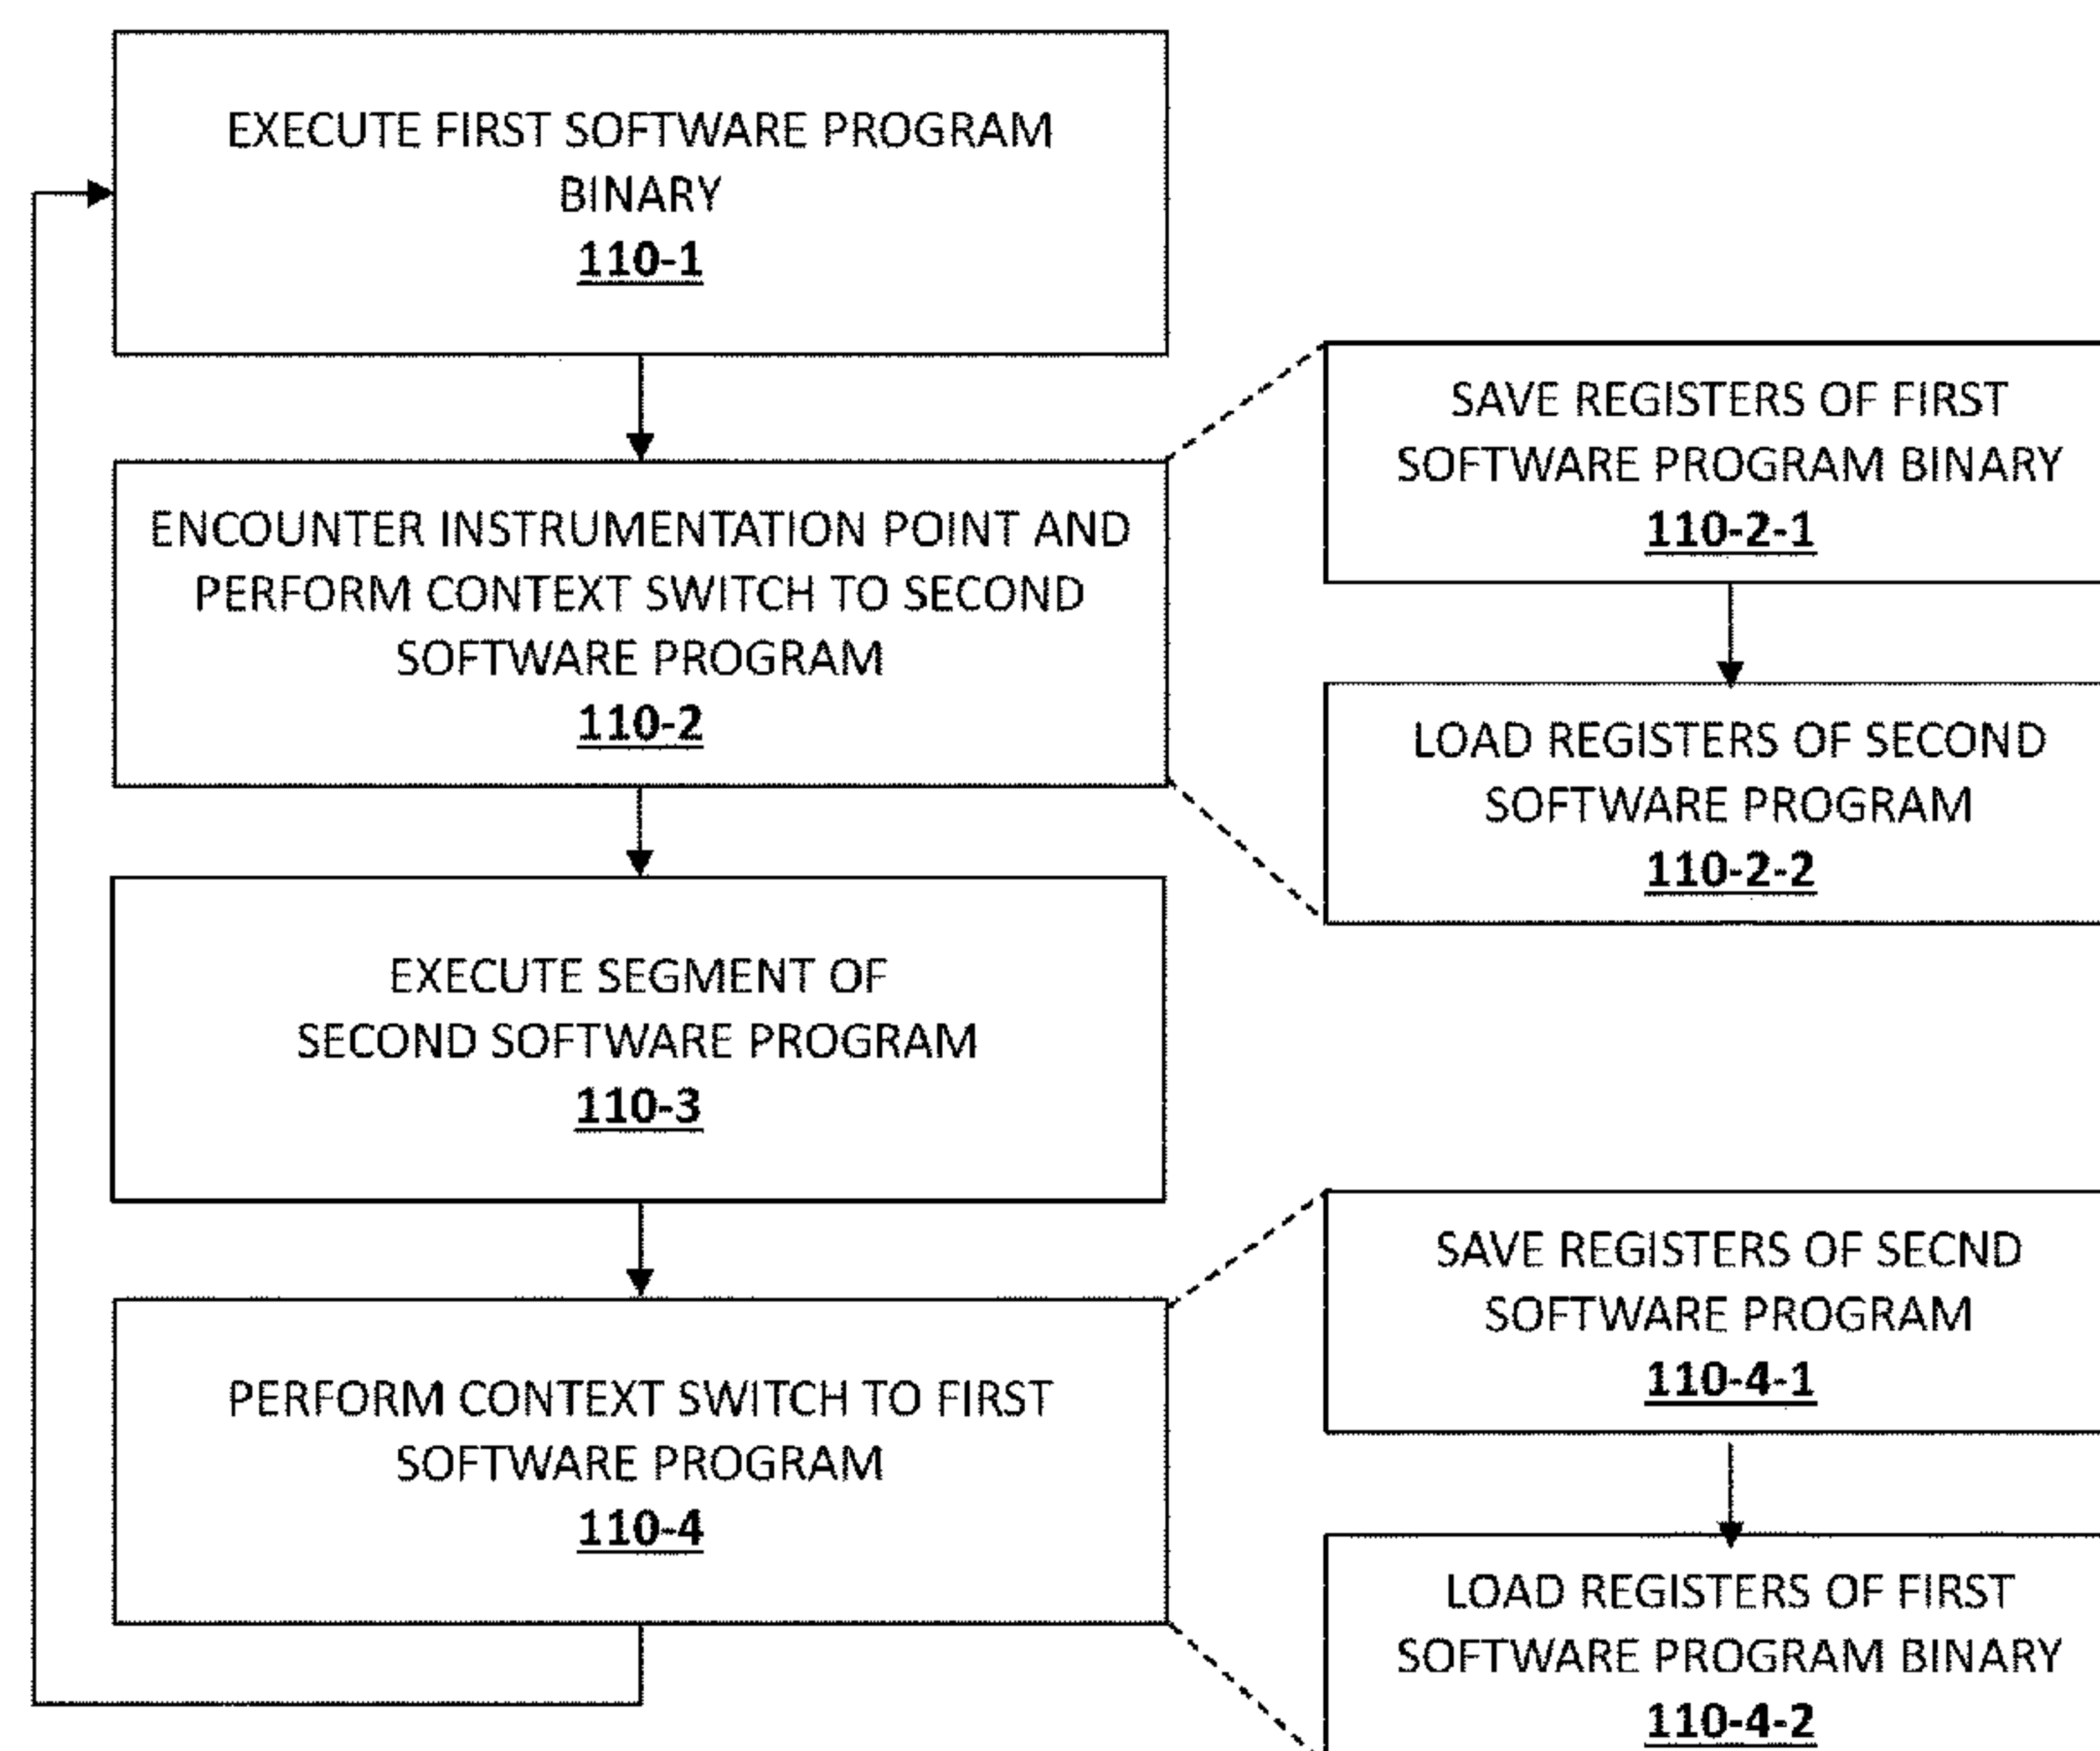 EXECUTE FIRST SOFTWARE PROGRAM
BINARY
110-1
ENCOUNTER INSTRUMENTATION POINT AND
PERFORM CONTEXT SWITCH TO SECOND
SOFTWARE PROGRAM
110-2
SAVE REGISTERS OF FIRST
SOFTWARE PROGRAM BINARY
110-2-1
LOAD REGISTERS OF SECOND
SOFTWARE PROGRAM
110-2-2
EXECUTE SEGMENT OF
SECOND SOFTWARE PROGRAM
110-3
PERFORM CONTEXT SWITCH TO FIRST
SOFTWARE PROGRAM
110-4
SAVE REGISTERS OF SECND
SOFTWARE PROGRAM
110-4-1
LOAD REGISTERS OF FIRST
SOFTWARE PROGRAM BINARY
110-4-2